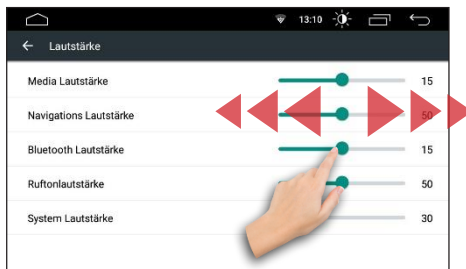 13:10
Lautstärke
Media Lautstärke 15
Navigations Lautstärke 50
Bluetooth Lautstärke 15
Ruftonlautstärke 50
System Lautstärke 30